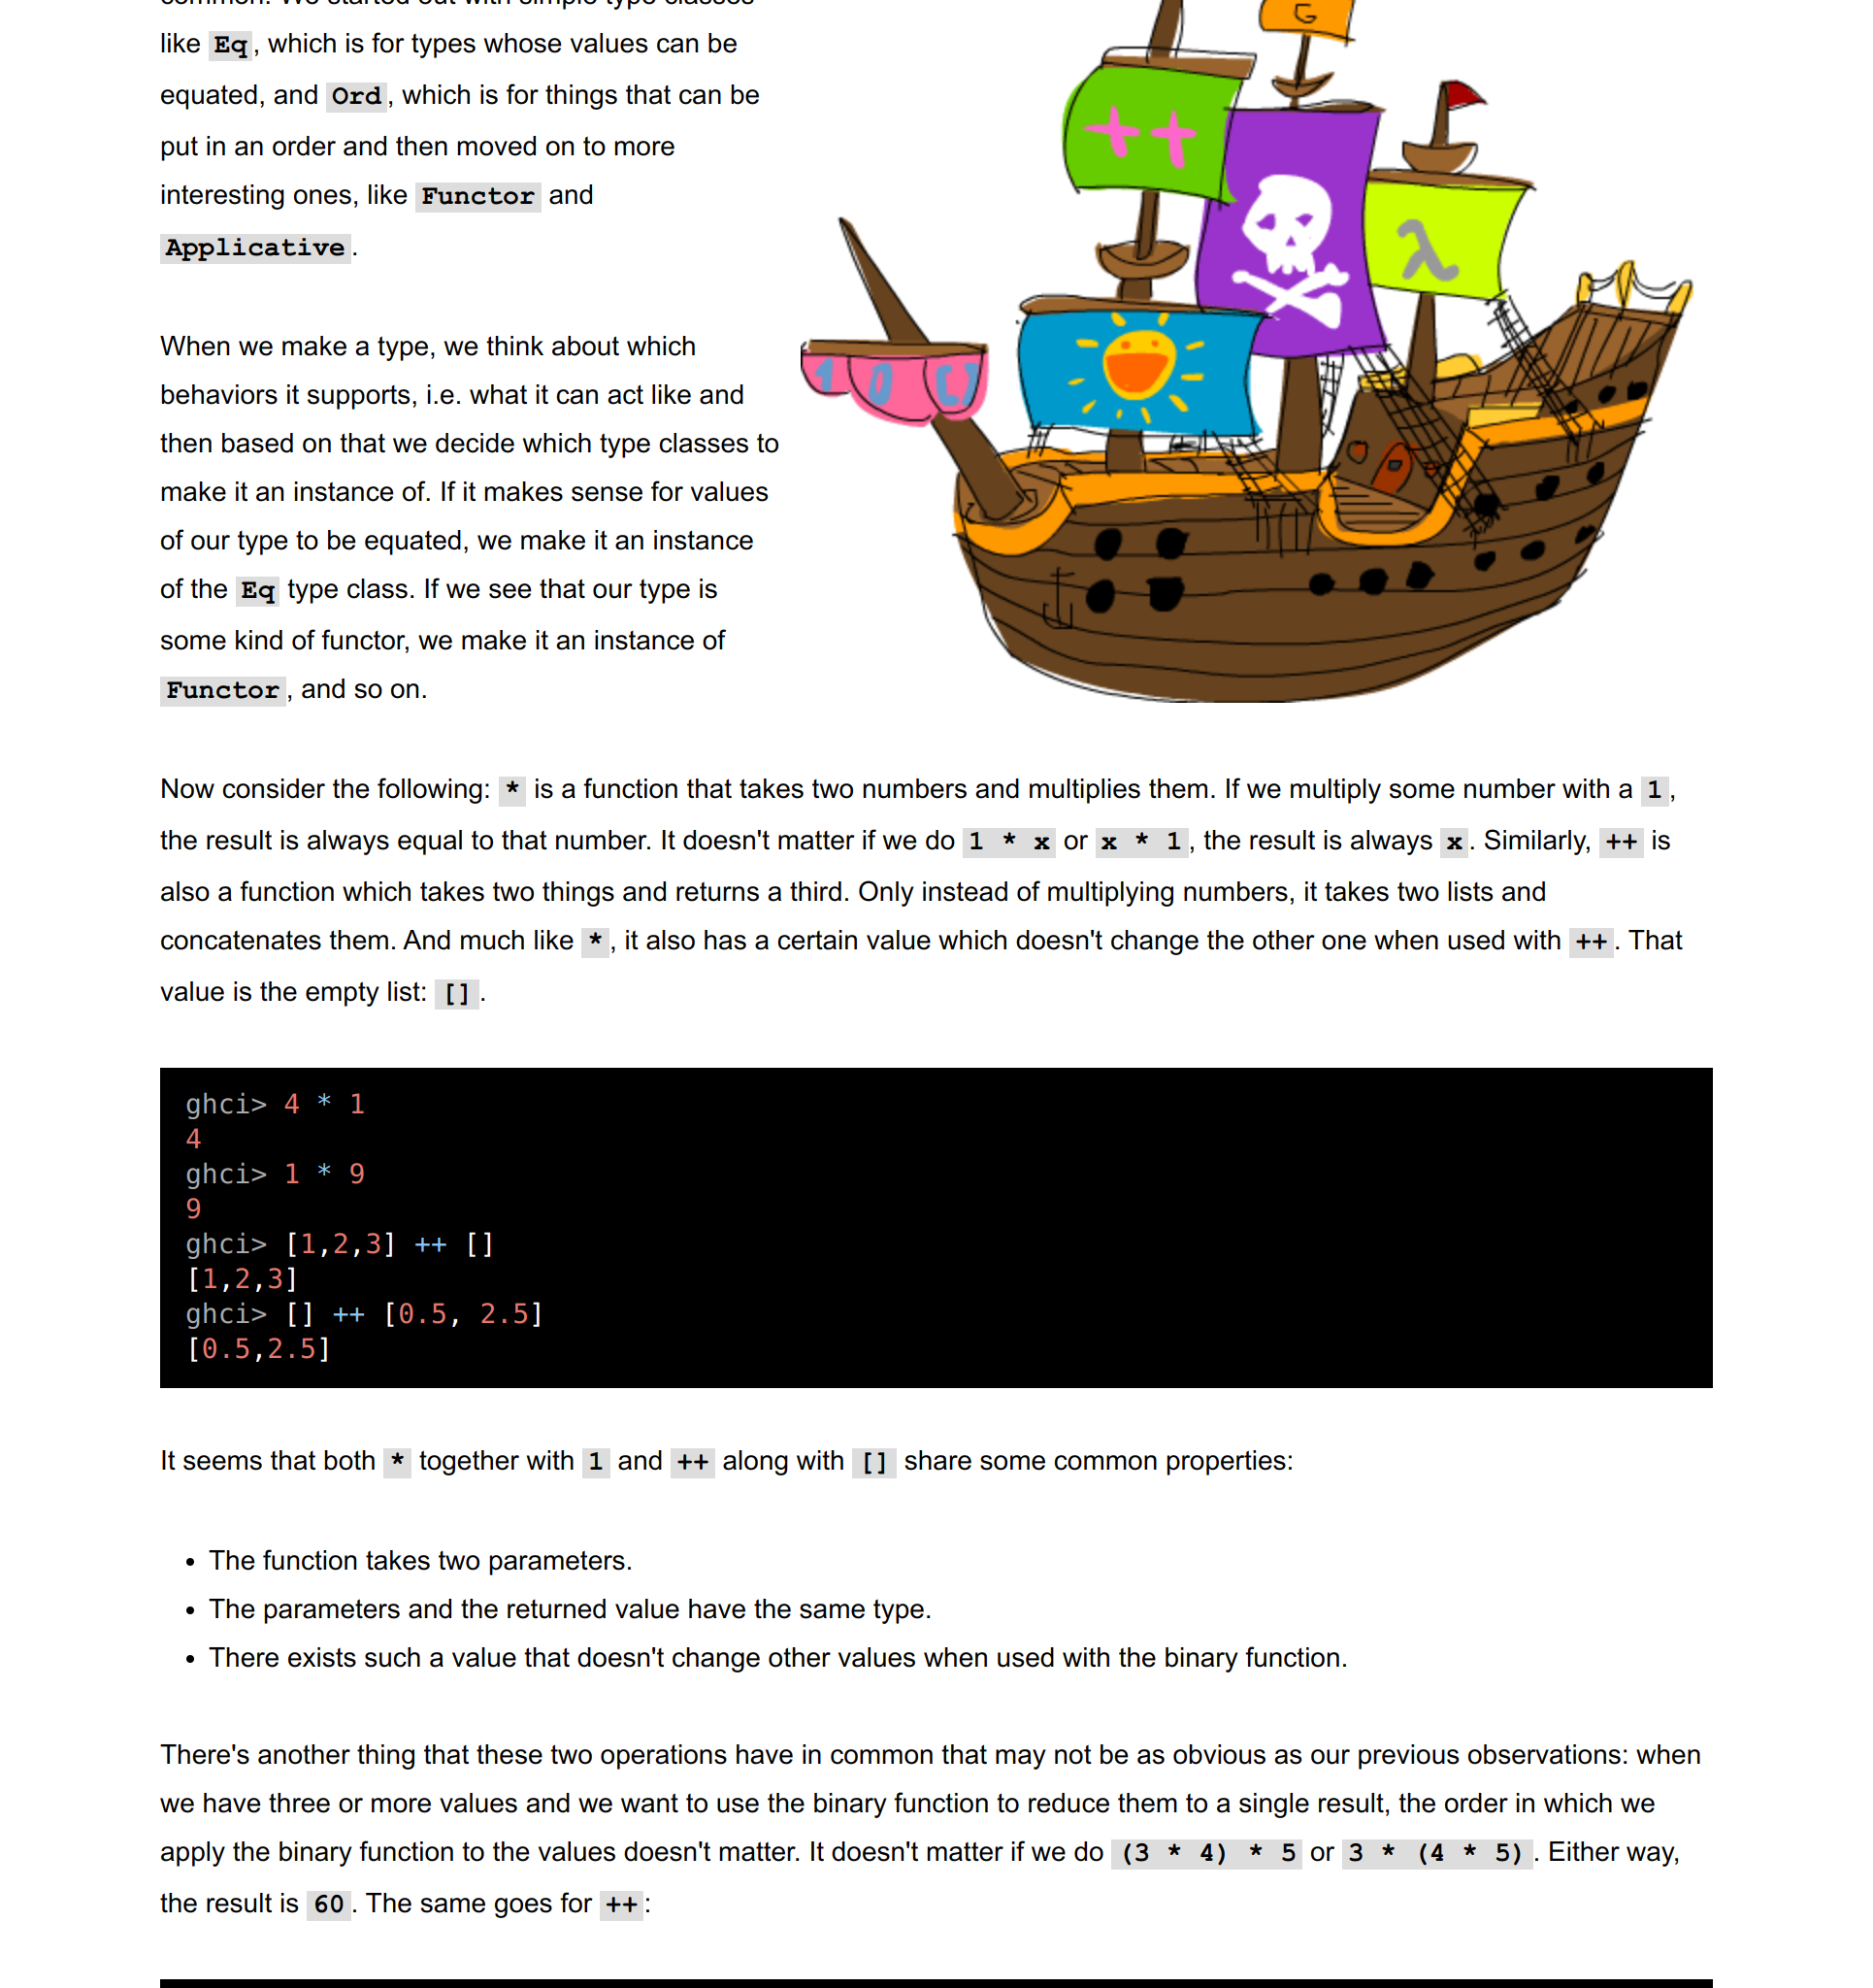 common. We started out with simple type classes
like Eq, which is for types whose values can be
equated, and Ord, which is for things that can be
put in an order and then moved on to more
interesting ones, like Functor and
Applicative.
When we make a type, we think about which
behaviors it supports, i.e. what it can act like and
then based on that we decide which type classes to
make it an instance of. If it makes sense for values
of our type to be equated, we make it an instance
of the Eq type class. If we see that our type is
some kind of functor, we make it an instance of
Functor, and so on.
G
++
λ
1 0 []
Now consider the following: * is a function that takes two numbers and multiplies them. If we multiply some number with a 1,
the result is always equal to that number. It doesn't matter if we do 1 * x or x * 1, the result is always x. Similarly, ++ is
also a function which takes two things and returns a third. Only instead of multiplying numbers, it takes two lists and
concatenates them. And much like *, it also has a certain value which doesn't change the other one when used with ++. That
value is the empty list: [].
ghci> 4 * 1
4
ghci> 1 * 9
9
ghci> [1,2,3] ++ []
[1,2,3]
ghci> [] ++ [0.5, 2.5]
[0.5,2.5]
It seems that both * together with 1 and ++ along with [] share some common properties:
• The function takes two parameters.
• The parameters and the returned value have the same type.
• There exists such a value that doesn't change other values when used with the binary function.
There's another thing that these two operations have in common that may not be as obvious as our previous observations: when
we have three or more values and we want to use the binary function to reduce them to a single result, the order in which we
apply the binary function to the values doesn't matter. It doesn't matter if we do (3 * 4) * 5 or 3 * (4 * 5). Either way,
the result is 60. The same goes for ++: